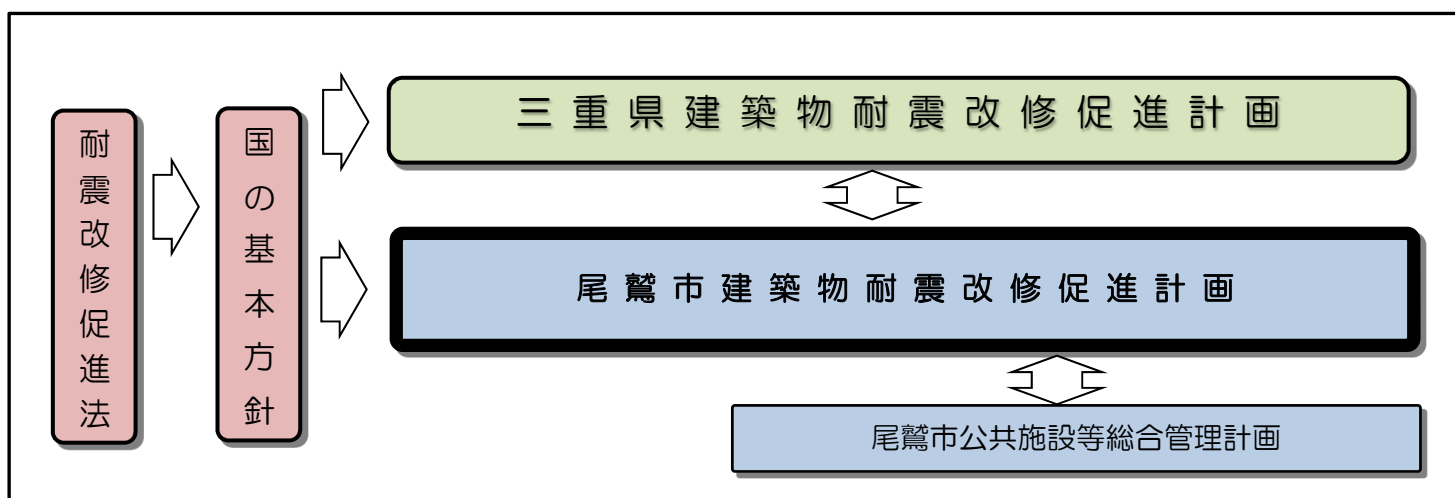 耐震改修促進法
国の基本方針
三重県建築物耐震改修促進計画
尾鷲市建築物耐震改修促進計画
尾鷲市公共施設等総合管理計画